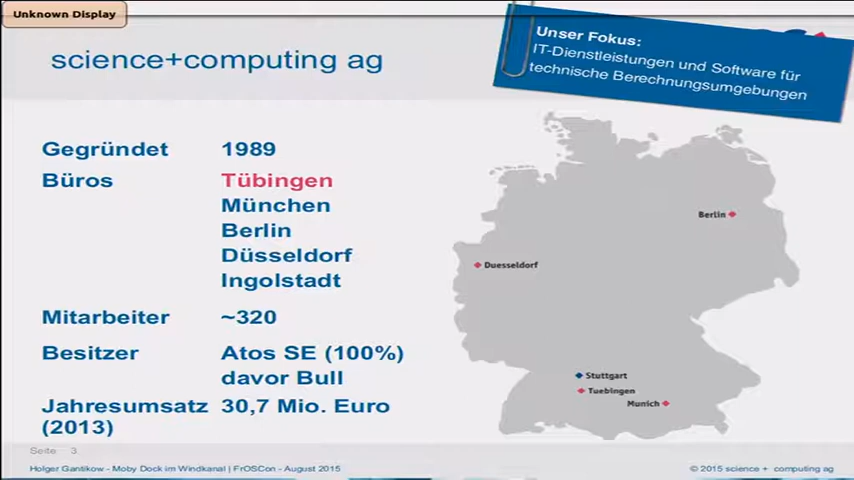 Unknown Display
science+computing ag
Unser Fokus:
IT-Dienstleistungen und Software für
technische Berechnungsumgebungen
Gegründet 1989
Büros Tübingen
München
Berlin
Düsseldorf
Ingolstadt
Mitarbeiter ~320
Besitzer Atos SE (100%)
davor Bull
Jahresumsatz 30,7 Mio. Euro
(2013)
Berlin
Duesseldorf
Stuttgart
Tuebingen
Munich
Seite 3
Holger Gantikow - Moby Dock im Windkanal | FrOSCon - August 2015
© 2015 science + computing ag